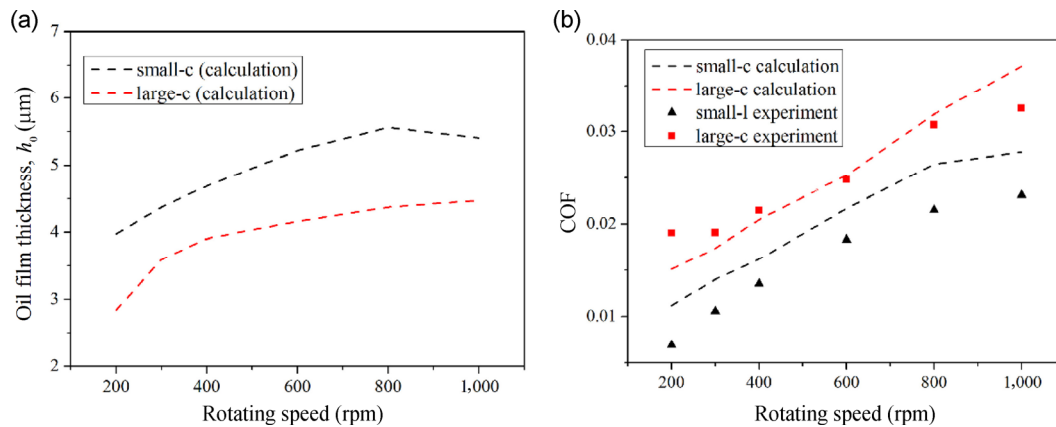 (a)
7
6
5
4
3
2
Oil film thickness, h₀ (μm)
small-c (calculation)
large-c (calculation)
200 400 600 800 1,000
Rotating speed (rpm)
(b)
0.04
0.03
0.02
0.01
COF
small-c calculation
large-c calculation
small-l experiment
large-c experiment
200 400 600 800 1,000
Rotating speed (rpm)